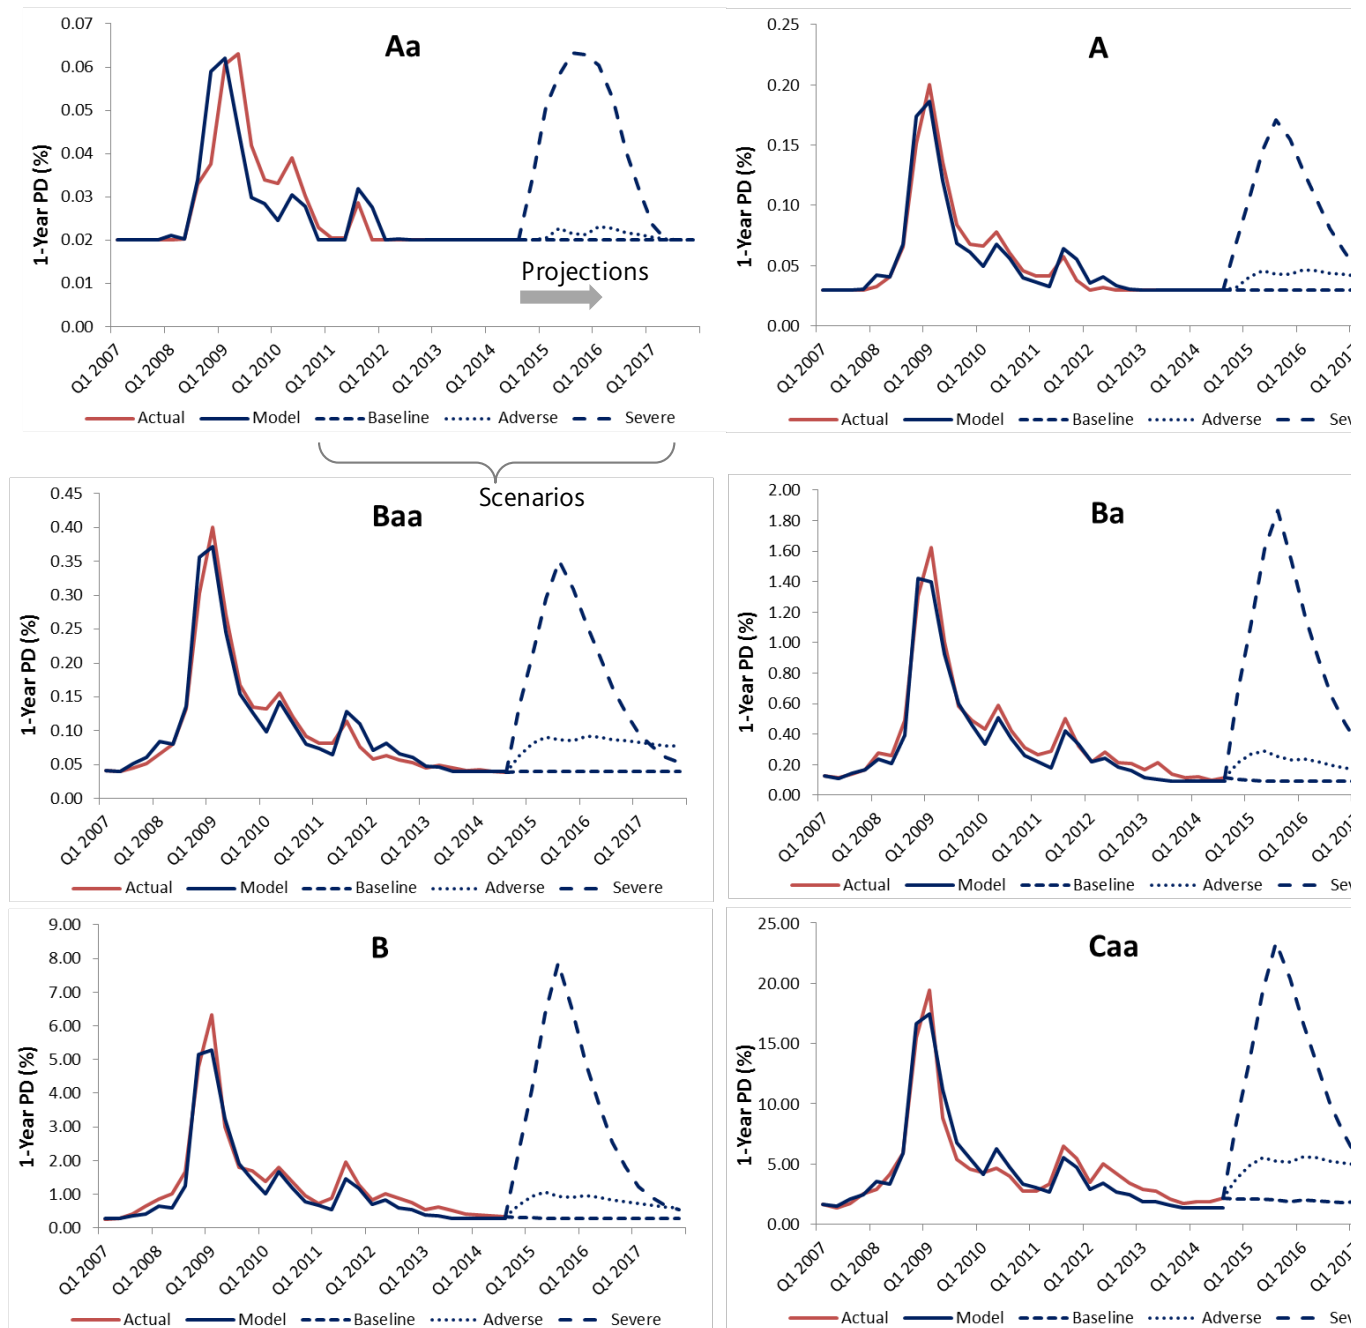 Aa
1-Year PD (%)
0.07
0.06
0.05
0.04
0.03
0.02
0.01
0.00
Projections
Q1 2007
Q1 2008
Q1 2009
Q1 2010
Q1 2011
Q1 2012
Q1 2013
Q1 2014
Q1 2015
Q1 2016
Q1 2017
Actual Model Baseline Adverse Severe
A
1-Year PD (%)
0.25
0.20
0.15
0.10
0.05
0.00
Q1 2007
Q1 2008
Q1 2009
Q1 2010
Q1 2011
Q1 2012
Q1 2013
Q1 2014
Q1 2015
Q1 2016
Q1 2017
Actual Model Baseline Adverse Sev
Scenarios
Baa
1-Year PD (%)
0.45
0.40
0.35
0.30
0.25
0.20
0.15
0.10
0.05
0.00
Q1 2007
Q1 2008
Q1 2009
Q1 2010
Q1 2011
Q1 2012
Q1 2013
Q1 2014
Q1 2015
Q1 2016
Q1 2017
Actual Model Baseline Adverse Severe
Ba
1-Year PD (%)
2.00
1.80
1.60
1.40
1.20
1.00
0.80
0.60
0.40
0.20
0.00
Q1 2007
Q1 2008
Q1 2009
Q1 2010
Q1 2011
Q1 2012
Q1 2013
Q1 2014
Q1 2015
Q1 2016
Q1 2017
Actual Model Baseline Adverse Sev
B
1-Year PD (%)
9.00
8.00
7.00
6.00
5.00
4.00
3.00
2.00
1.00
0.00
Q1 2007
Q1 2008
Q1 2009
Q1 2010
Q1 2011
Q1 2012
Q1 2013
Q1 2014
Q1 2015
Q1 2016
Q1 2017
Actual Model Baseline Adverse Severe
Caa
1-Year PD (%)
25.00
20.00
15.00
10.00
5.00
0.00
Q1 2007
Q1 2008
Q1 2009
Q1 2010
Q1 2011
Q1 2012
Q1 2013
Q1 2014
Q1 2015
Q1 2016
Q1 2017
Actual Model Baseline Adverse Sev